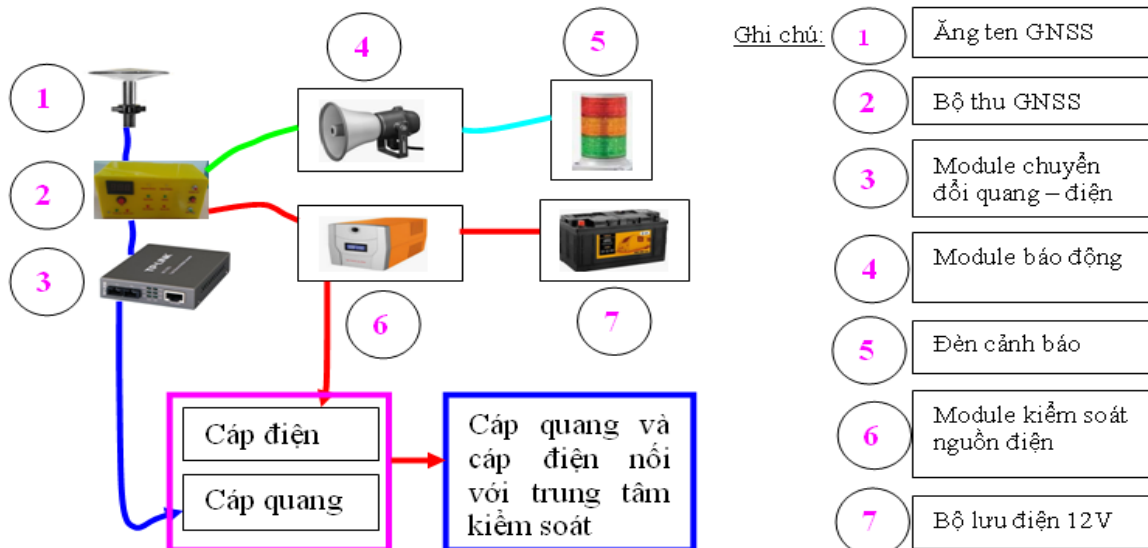 1
2
3
4
5
6
7
TP-LINK
Cáp điện
Cáp quang
Cáp quang và
cáp điện nối
với trung tâm
kiểm soát
Ghi chú:
1
Ăng ten GNSS
2
Bộ thu GNSS
3
Module chuyển
đổi quang – điện
4
Module báo động
5
Đèn cảnh báo
6
Module kiểm soát
nguồn điện
7
Bộ lưu điện 12V